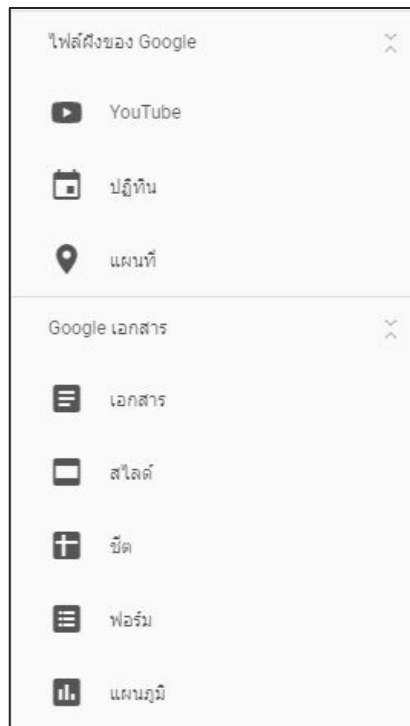 ไฟล์ฝังของ Google
YouTube
ปฏิทิน
แผนที่
Google เอกสาร
เอกสาร
สไลด์
ชีต
ฟอร์ม
แผนภูมิ